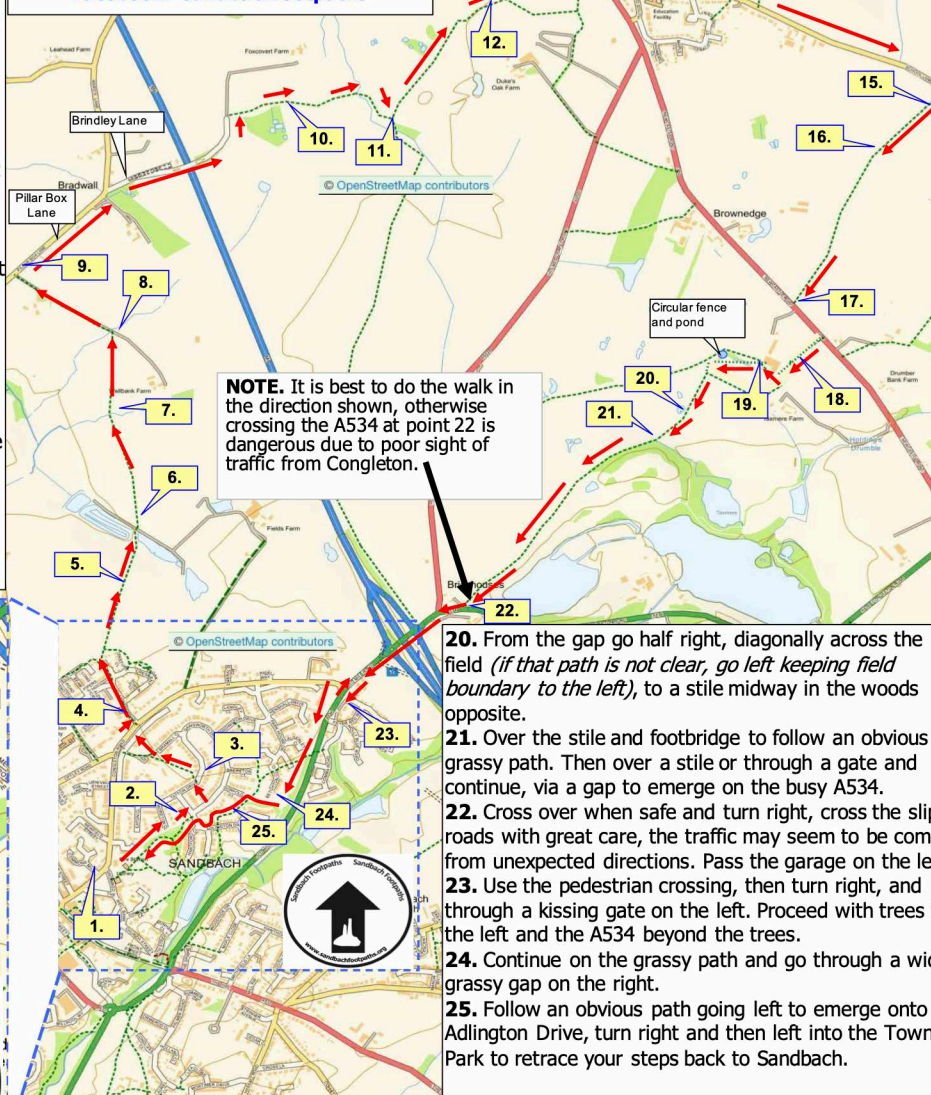 Leahead Farm
Foxcovert Farm
Education
Facility
12.
Duke's
Oak Farm
15.
Brindley Lane
10.
11.
16.
Bradwall
© OpenStreetMap contributors
Pillar Box
Lane
Brownedge
9.
8.
17.
Circular fence
and pond
NOTE. It is best to do the walk in
the direction shown, otherwise
crossing the A534 at point 22 is
dangerous due to poor sight of
traffic from Congleton.
20.
19.
18.
Drumber
Bank Farm
7.
21.
6.
Fields Farm
5.
22.
© OpenStreetMap contributors
4.
3.
23.
2.
24.
25.
SANDBACH
1.
Sandbach Footpaths
Sandbach Footpaths
www.sandbachfootpaths.org
20. From the gap go half right, diagonally across the
field (if that path is not clear, go left keeping field
boundary to the left), to a stile midway in the woods
opposite.
21. Over the stile and footbridge to follow an obvious
grassy path. Then over a stile or through a gate and
continue, via a gap to emerge on the busy A534.
22. Cross over when safe and turn right, cross the slip
roads with great care, the traffic may seem to be com
from unexpected directions. Pass the garage on the le
23. Use the pedestrian crossing, then turn right, and
through a kissing gate on the left. Proceed with trees
the left and the A534 beyond the trees.
24. Continue on the grassy path and go through a wid
grassy gap on the right.
25. Follow an obvious path going left to emerge onto
Adlington Drive, turn right and then left into the Town
Park to retrace your steps back to Sandbach.